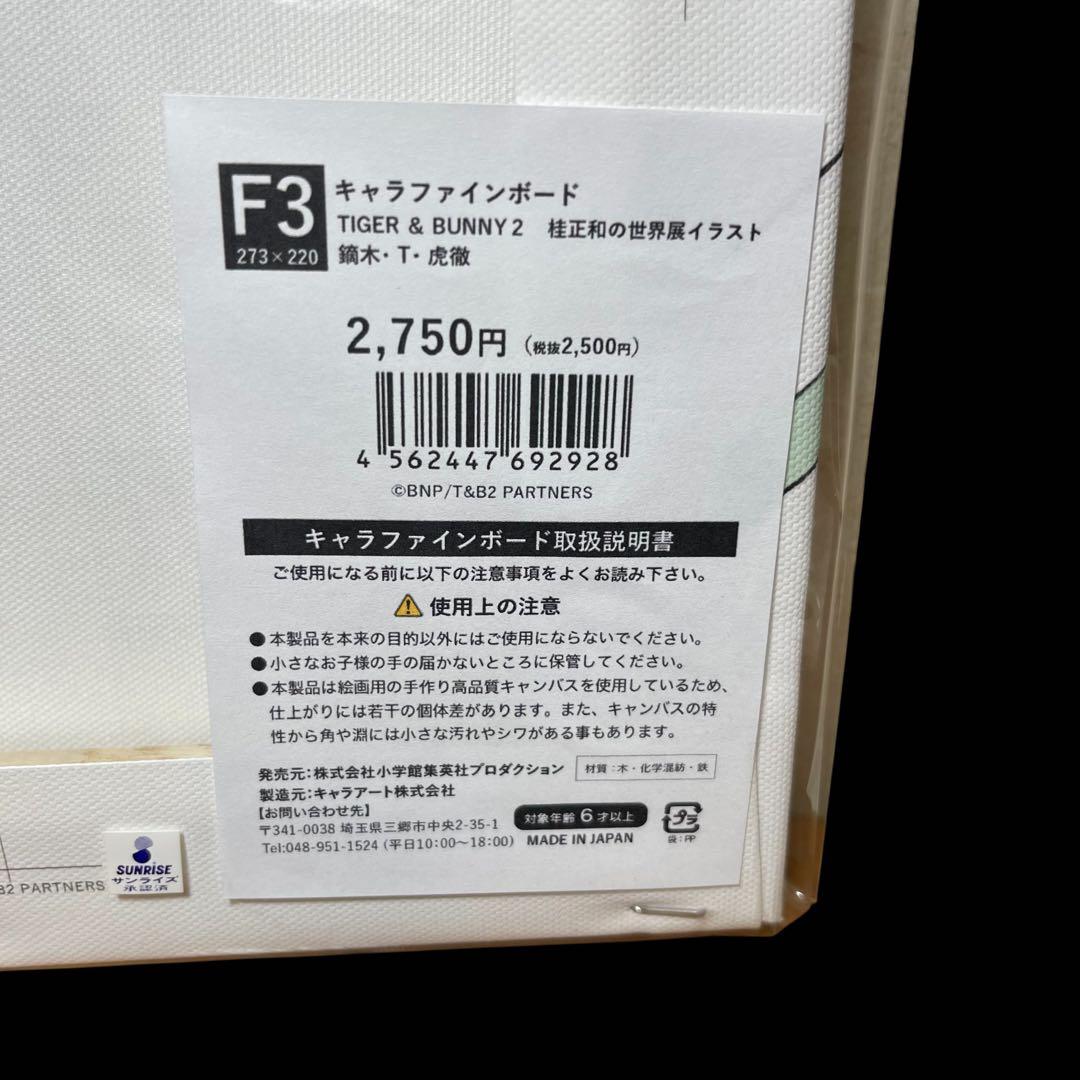 F3
273×220
キャラファインボード
TIGER & BUNNY 2　桂正和の世界展イラスト
鏑木・T・虎徹
2,750円（税抜2,500円）
4 562447 692928
©BNP/T&B2 PARTNERS
キャラファインボード取扱説明書
ご使用になる前に以下の注意事項をよくお読み下さい。
使用上の注意
●本製品を本来の目的以外にはご使用にならないでください。
●小さなお子様の手の届かないところに保管してください。
●本製品は絵画用の手作り高品質キャンバスを使用しているため、
仕上がりには若干の個体差があります。また、キャンバスの特
性から角や淵には小さな汚れやシワがある事もあります。
発売元：株式会社小学館集英社プロダクション
材質：木・化学混紡・鉄
製造元：キャラアート株式会社
【お問い合わせ先】
〒341-0038 埼玉県三郷市中央2-35-1
Tel:048-951-1524 (平日10:00～18:00)
対象年齢 6 才以上
MADE IN JAPAN
プラ
袋：PP
B2 PARTNERS
SUNRISE
サンライズ
承認済